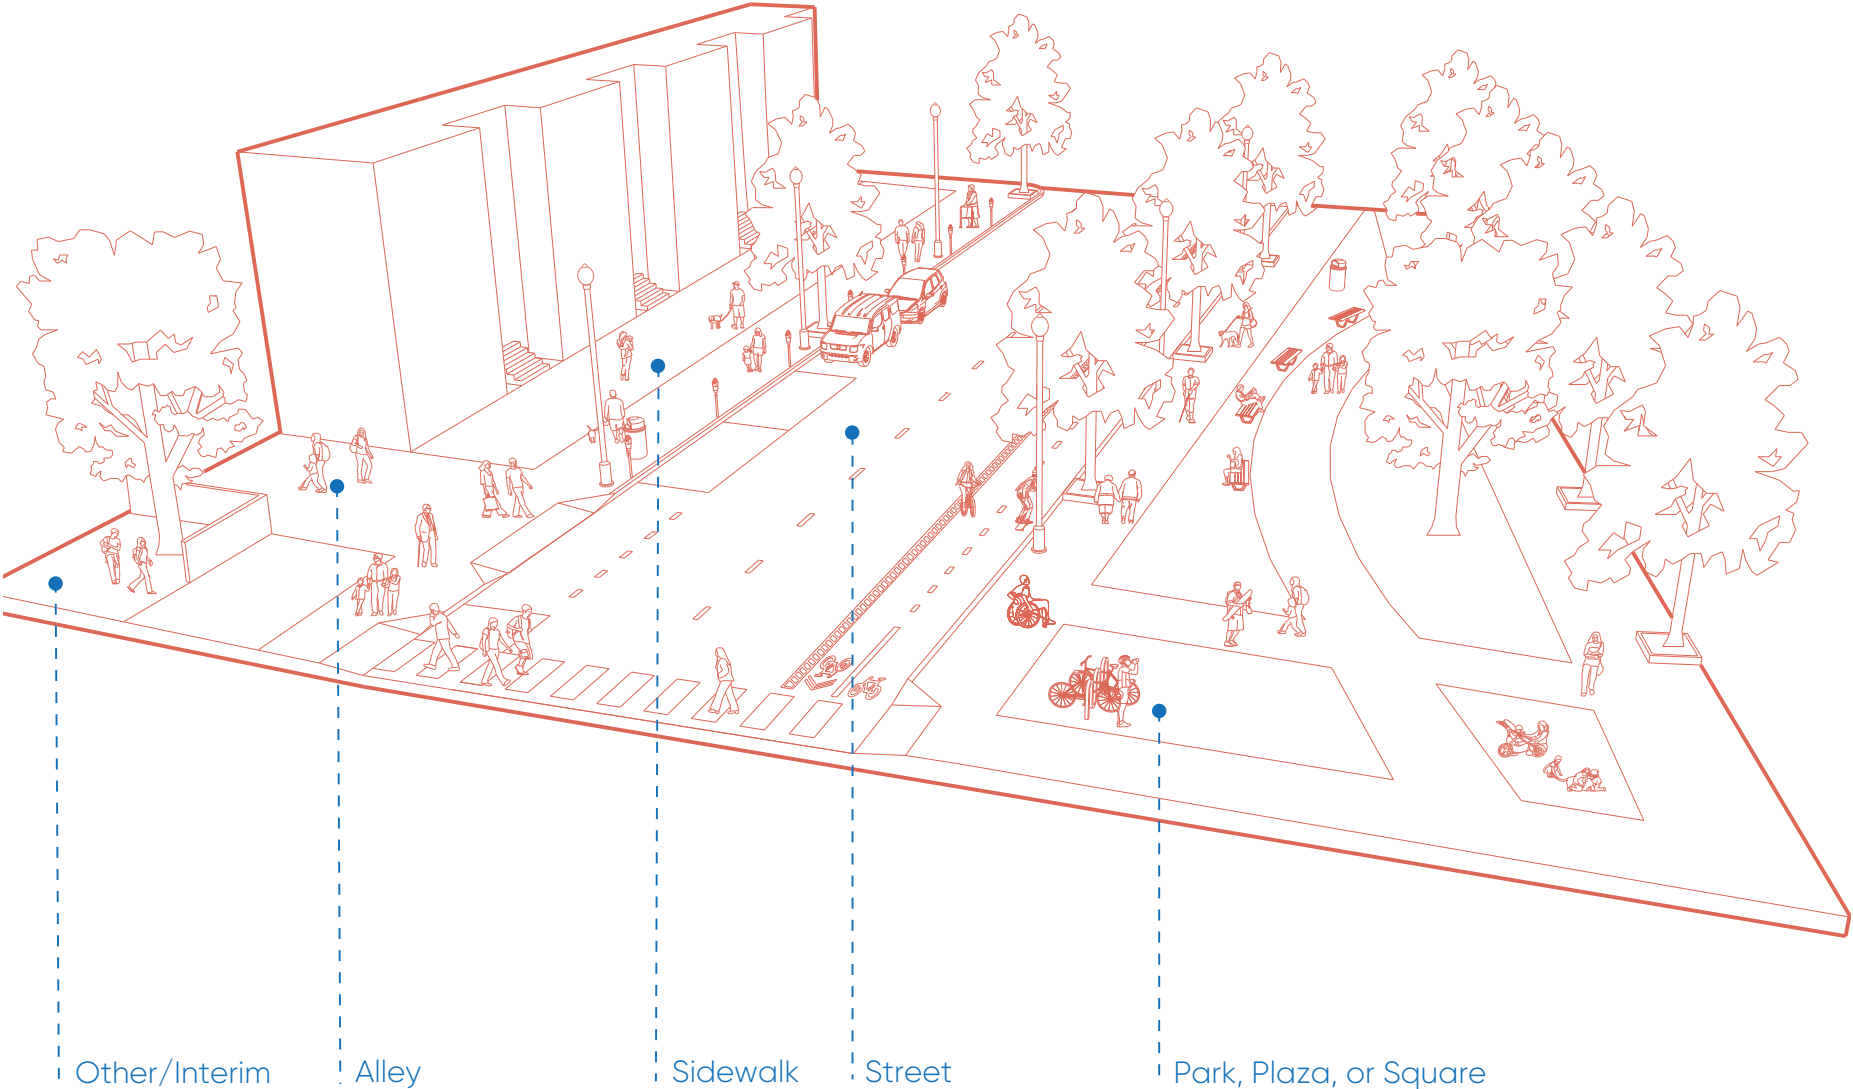 Other/Interim
Alley
Sidewalk
Street
Park, Plaza, or Square